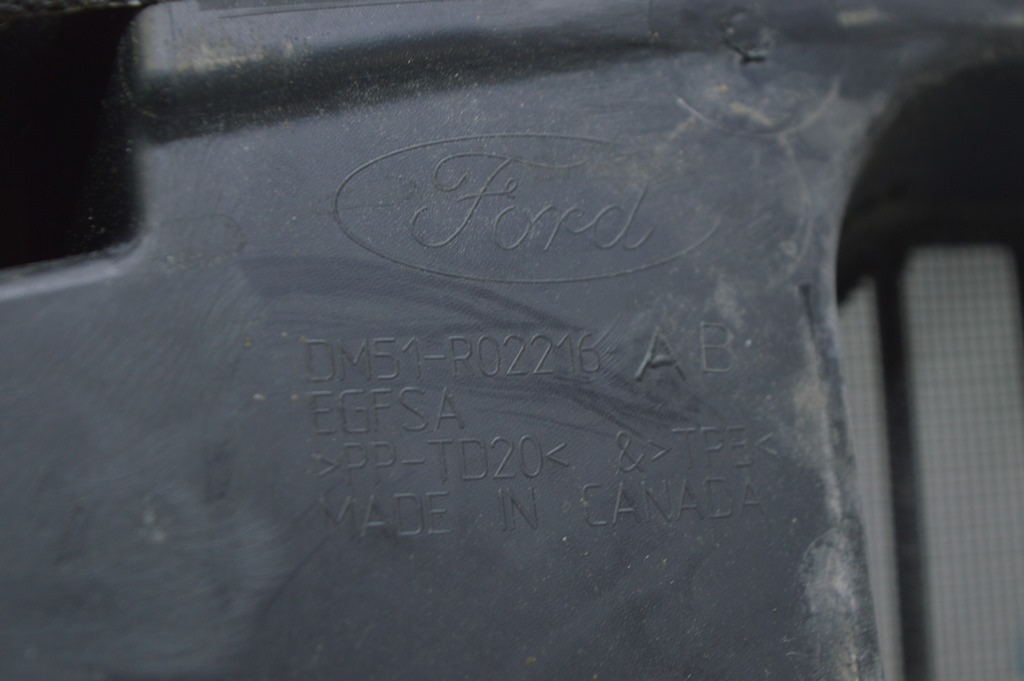 Ford
DM51-R02216 AB
EGFSA
>PP-TD20< &>TPE<
MADE IN CANADA